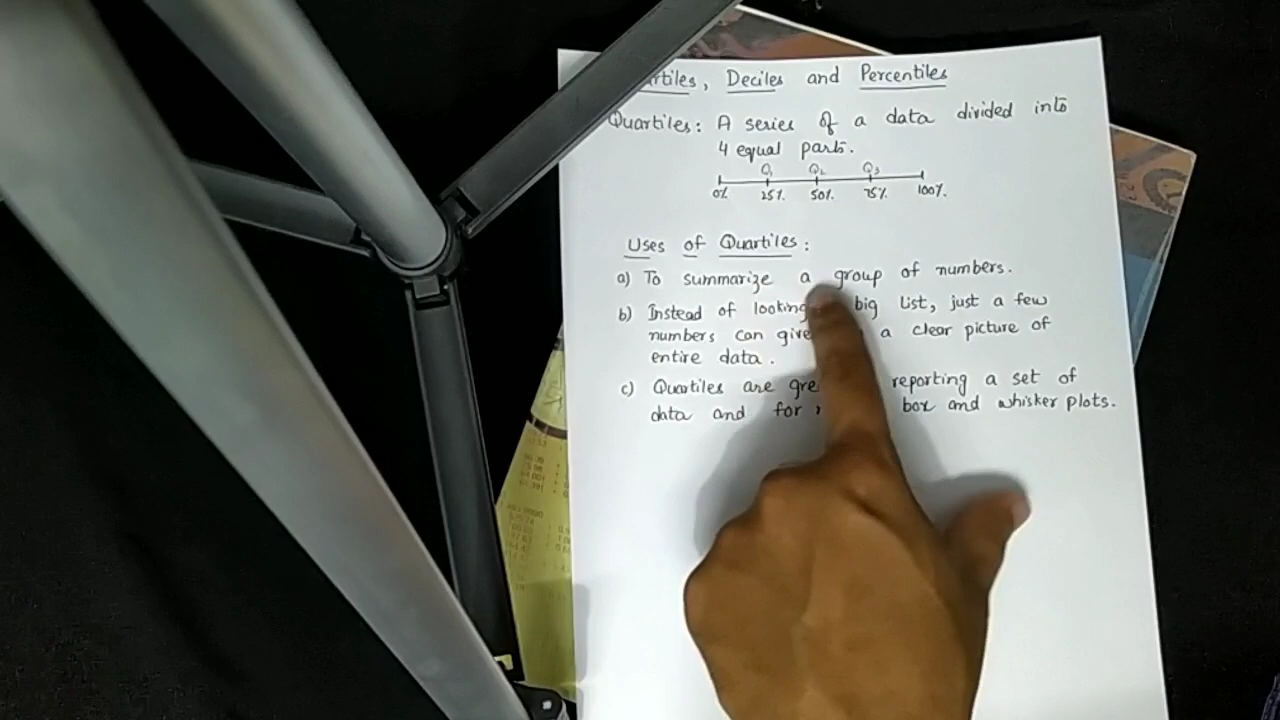 rtiles, Deciles and Percentiles
Quartiles: A series of a data divided into
4 equal parts.
Q1 Q2 Q3
0% 25% 50% 75% 100%.
Uses of Quartiles:
a) To summarize a group of numbers.
b) Instead of looking big list, just a few
numbers can give a clear picture of
entire data.
c) Quartiles are gre reporting a set of
data and for box and whisker plots.